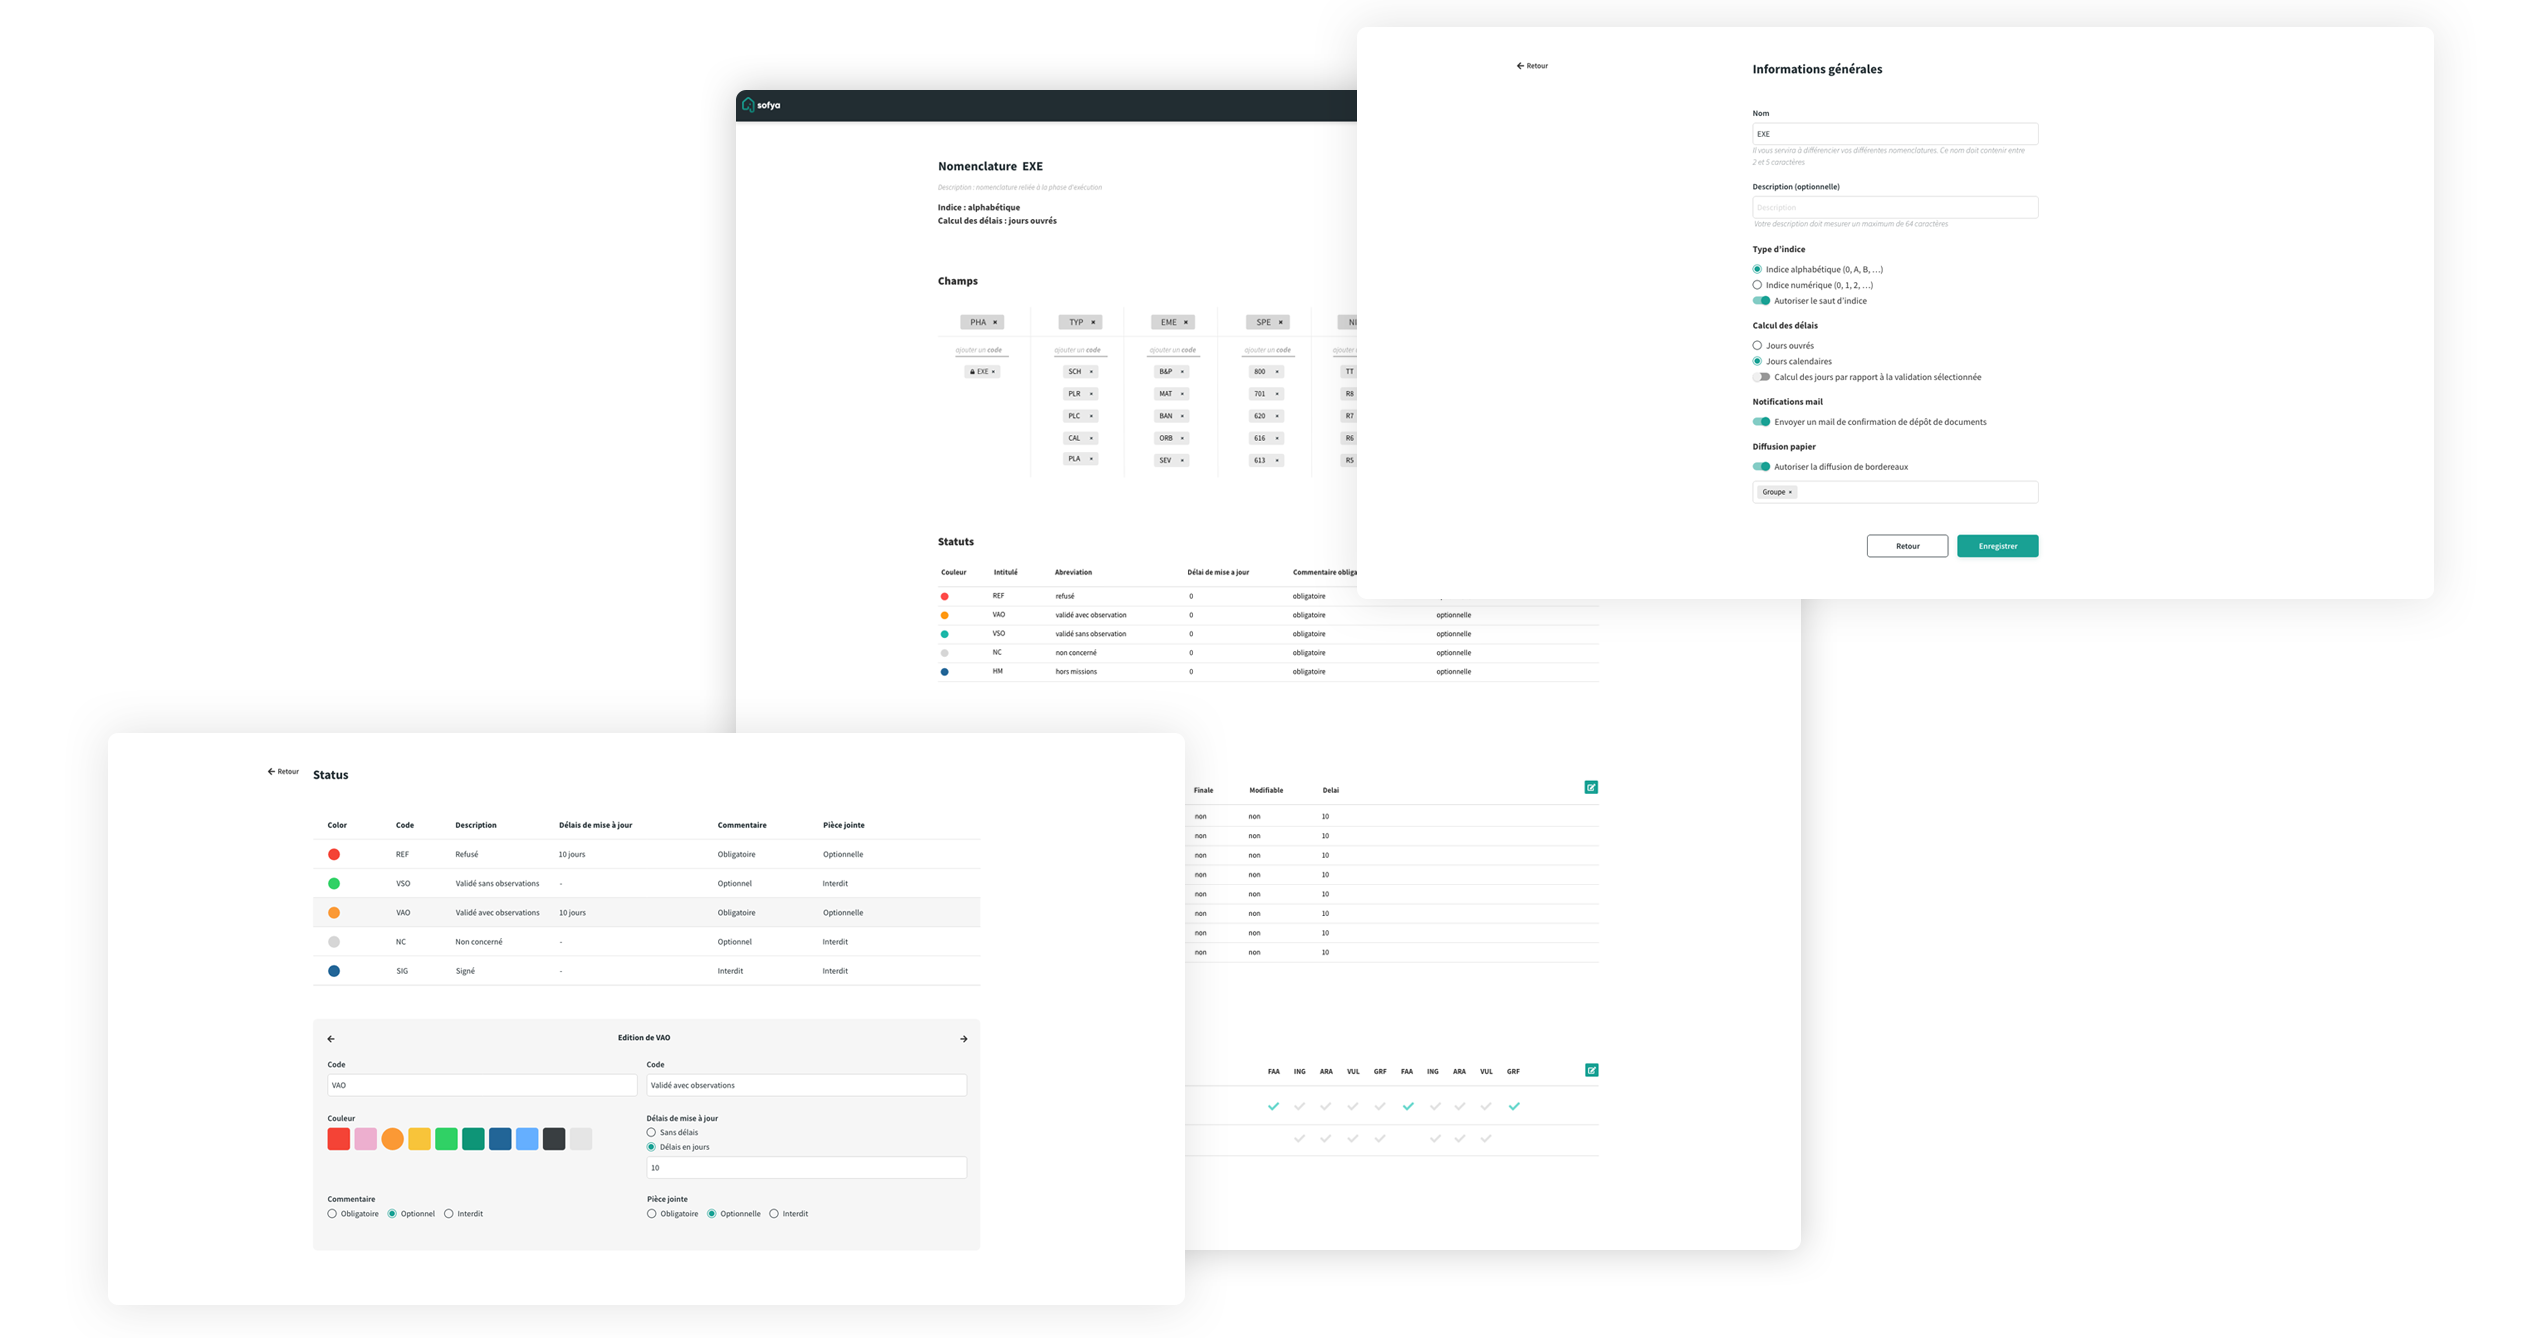 sofya
Nomenclature EXE
Description : nomenclature reliée à la phase d'exécution
Indice : alphabétique
Calcul des délais : jours ouvrés
Champs
PHA × TYP × EME × SPE ×
ajouter un code ajouter un code ajouter un code ajouter un code
EXE × SCH × B&P × 800 × TT
PLR × MAT × 701 × R8
PLC × BAN × 620 × R7
CAL × ORB × 616 × R6
PLA × SEV × 613 × R5
Statuts
Couleur Intitulé Abreviation Délai de mise a jour Commentaire obliga
REF refusé 0 obligatoire
VAO validé avec observation 0 obligatoire optionnelle
VSO validé sans observation 0 obligatoire optionnelle
NC non concerné 0 obligatoire optionnelle
HM hors missions 0 obligatoire optionnelle
Finale Modifiable Delai
non non 10
non non 10
non non 10
non non 10
non non 10
non non 10
non non 10
non non 10
FAA ING ARA VUL GRF FAA ING ARA VUL GRF
← Retour
Informations générales
Nom
EXE
Il vous servira à différencier vos différentes nomenclatures. Ce nom doit contenir entre
2 et 5 caractères
Description (optionnelle)
Description
Votre description doit mesurer un maximum de 64 caractères
Type d'indice
Indice alphabétique (0, A, B, …)
Indice numérique (0, 1, 2, …)
Autoriser le saut d'indice
Calcul des délais
Jours ouvrés
Jours calendaires
Calcul des jours par rapport à la validation sélectionnée
Notifications mail
Envoyer un mail de confirmation de dépôt de documents
Diffusion papier
Autoriser la diffusion de bordereaux
Groupe ×
Retour Enregistrer
← Retour Status
Color Code Description Délais de mise à jour Commentaire Pièce jointe
REF Refusé 10 jours Obligatoire Optionnelle
VSO Validé sans observations - Optionnel Interdit
VAO Validé avec observations 10 jours Obligatoire Optionnelle
NC Non concerné - Optionnel Interdit
SIG Signé - Interdit Interdit
← Edition de VAO →
Code Code
VAO Validé avec observations
Couleur Délais de mise à jour
Sans délais
Délais en jours
10
Commentaire Pièce jointe
Obligatoire Optionnel Interdit Obligatoire Optionnelle Interdit